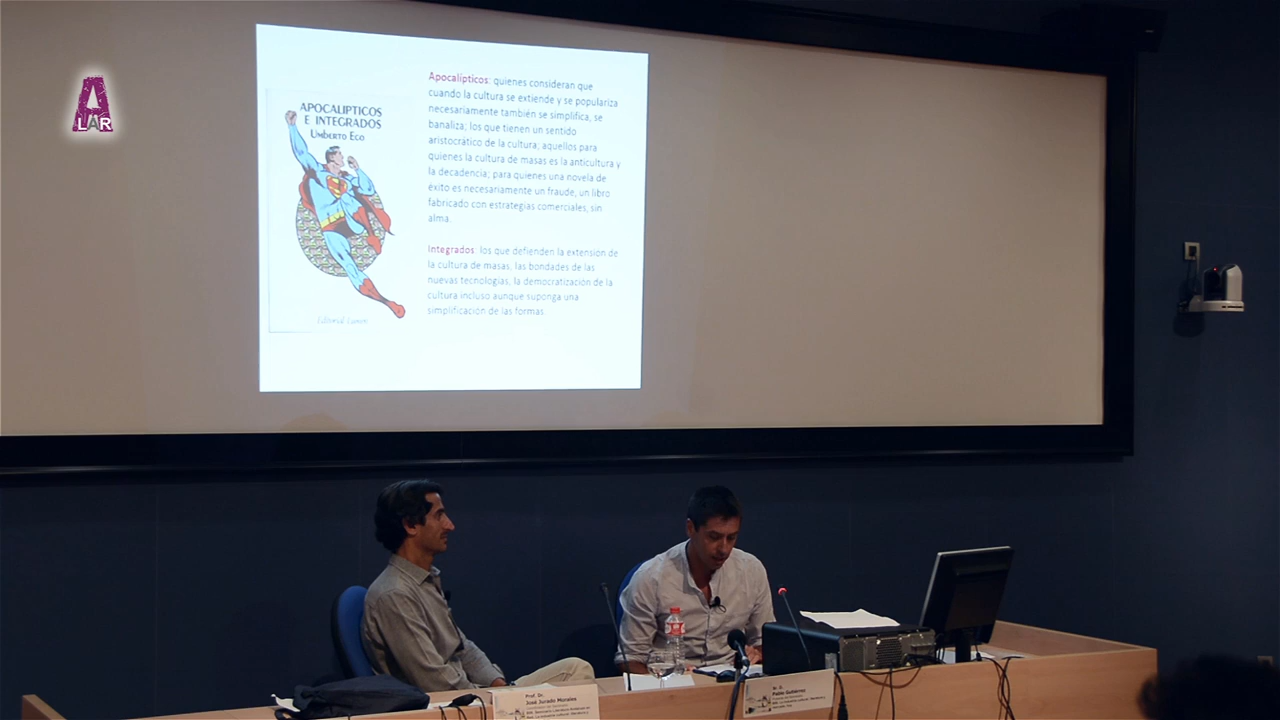 A
LAR
APOCALIPTICOS
E INTEGRADOS
Umberto Eco
Editorial Lumen
Apocalípticos: quienes consideran que
cuando la cultura se extiende y se populariza
necesariamente también se simplifica, se
banaliza; los que tienen un sentido
aristocrático de la cultura; aquellos para
quienes la cultura de masas es la anticultura y
la decadencia; para quienes una novela de
éxito es necesariamente un fraude, un libro
fabricado con estrategias comerciales, sin
alma.
Integrados: los que defienden la extensión de
la cultura de masas, las bondades de las
nuevas tecnologías, la democratización de la
cultura incluso aunque suponga una
simplificación de las formas.
Prof. Dr.
José Jurado Morales
Sr. D.
Pablo Gutiérrez